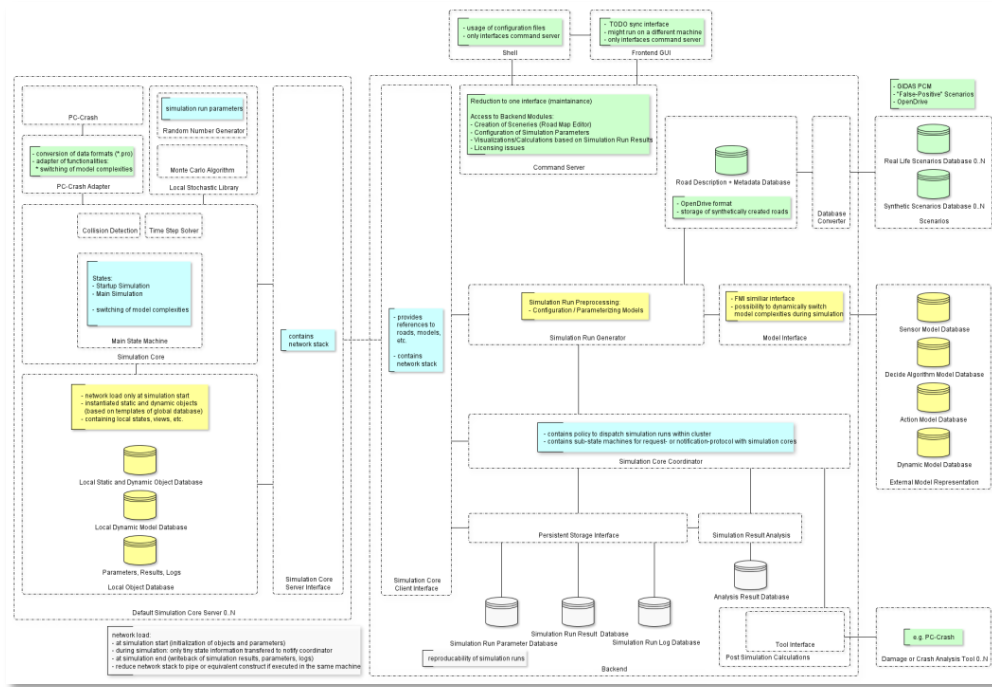 - usage of configuration files
- only interfaces command server
Shell
- TODO sync interface
- might run on a different machine
- only interfaces command server
Frontend GUI
PC-Crash
- conversion of data formats (*.pro)
- adapter of functionalities:
* switching of model complexities
PC-Crash Adapter
simulation run parameters
Random Number Generator
Monte Carlo Algorithm
Local Stochastic Library
Collision Detection
Time Step Solver
States:
- Startup Simulation
- Main Simulation
- switching of model complexities
Main State Machine
Simulation Core
- network load only at simulation start
- instantiated static and dynamic objects
(based on templates of global database)
- containing local states, views, etc.
Local Static and Dynamic Object Database
Local Dynamic Model Database
Parameters, Results, Logs
Local Object Database
contains
network stack
Simulation Core
Server Interface
Default Simulation Core Server 0..N
network load:
- at simulation start (initialization of objects and parameters)
- during simulation: only tiny state information transfered to notify coordinator
- at simulation end (writeback of simulation results, parameters, logs)
- reduce network stack to pipe or equivalent construct if executed in the same machine
- provides
references to
roads, models,
etc.
- contains
network stack
Simulation Core
Client Interface
Reduction to one interface (maintainance)
Access to Backend Modules:
- Creation of Sceneries (Road Map Editor)
- Configuration of Simulation Parameters
- Visualizations/Calculations based on Simulation Run Results
- Licensing issues
Command Server
Road Description + Metadata Database
- OpenDrive format
- storage of synthetically created roads
Database
Converter
- GIDAS PCM
- "False-Positive" Scenarios
- OpenDrive
Real Life Scenarios Database 0..N
Synthetic Scenarios Database 0..N
Scenarios
Simulation Run Preprocessing:
- Configuration / Parameterizing Models
Simulation Run Generator
- FMI similiar interface
- possibility to dynamically switch
model complexities during simulation
Model Interface
Sensor Model Database
Decide Algorithm Model Database
Action Model Database
Dynamic Model Database
External Model Representation
- contains policy to dispatch simulation runs within cluster
- contains sub-state machines for request- or notification-protocol with simulation cores
Simulation Core Coordinator
Persistent Storage Interface
Simulation Result Analysis
Analysis Result Database
Simulation Run Parameter Database
Simulation Run Result Database
Simulation Run Log Database
reproducability of simulation runs
Backend
Tool Interface
Post Simulation Calculations
e.g. PC-Crash
Damage or Crash Analysis Tool 0..N